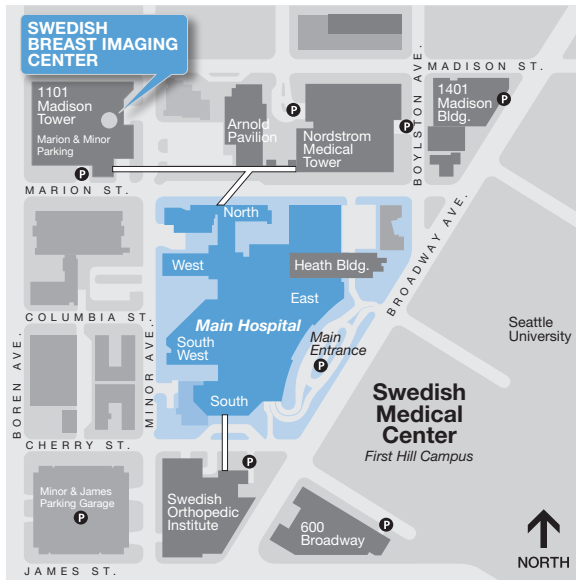 SWEDISH
BREAST IMAGING
CENTER
MADISON ST.
1101
Madison
Tower
Marion & Minor
Parking
P
Arnold
Pavilion
P
Nordstrom
Medical
Tower
P
BOYLSTON AVE.
1401
Madison
Bldg.
P
MARION ST.
North
West
Heath Bldg.
East
BROADWAY AVE.
COLUMBIA ST.
Main Hospital
South
West
Main
Entrance
P
Seattle
University
BOREN AVE.
MINOR AVE.
South
Swedish
Medical
Center
First Hill Campus
CHERRY ST.
P
Minor & James
Parking Garage
P
Swedish
Orthopedic
Institute
600
Broadway
P
NORTH
JAMES ST.